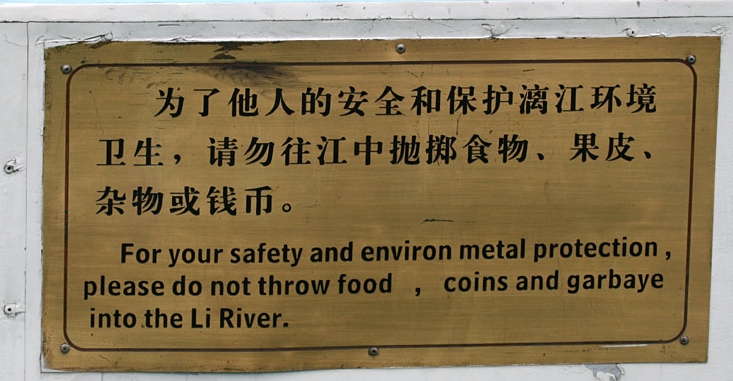 为了他人的安全和保护漓江环境
卫生，请勿往江中抛掷食物、果皮、
杂物或钱币。
For your safety and environ metal protection ,
please do not throw food , coins and garbaye
into the Li River.